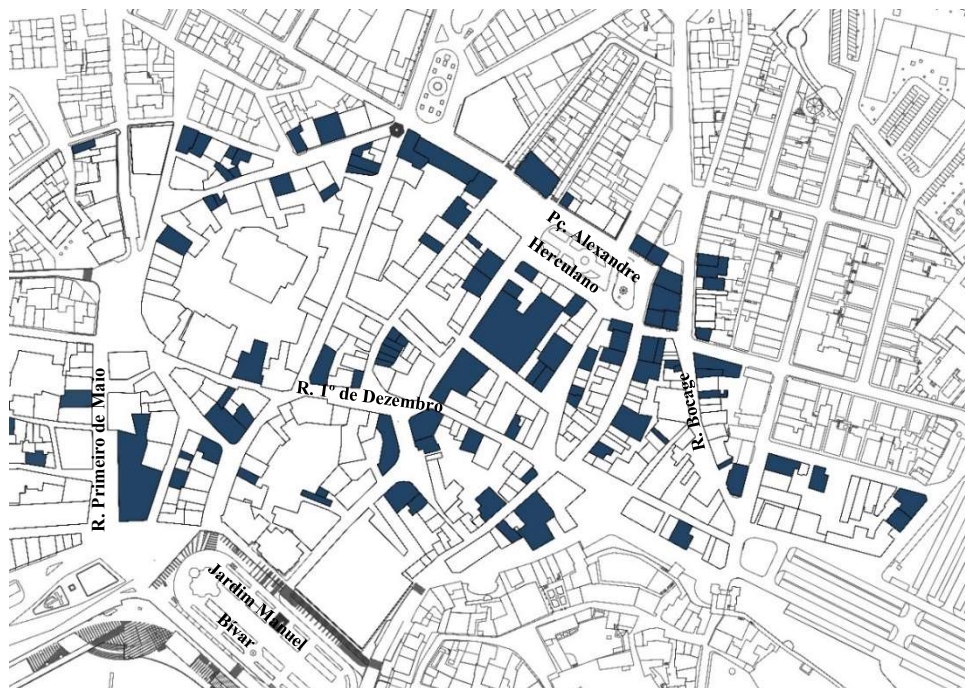 Pç. Alexandre
Herculano
R. 1º de Dezembro
R. Bocage
R. Primeiro de Maio
Jardim Manuel
Bivar